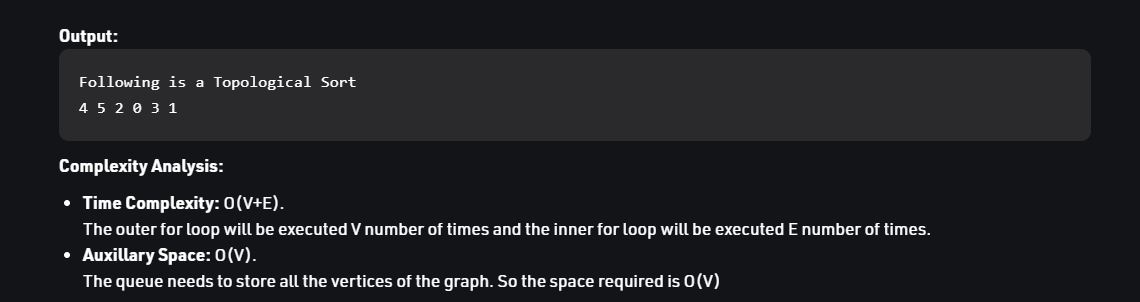 Output:
Following is a Topological Sort
4 5 2 0 3 1
Complexity Analysis:
• Time Complexity: O(V+E).
The outer for loop will be executed V number of times and the inner for loop will be executed E number of times.
• Auxillary Space: O(V).
The queue needs to store all the vertices of the graph. So the space required is O(V)